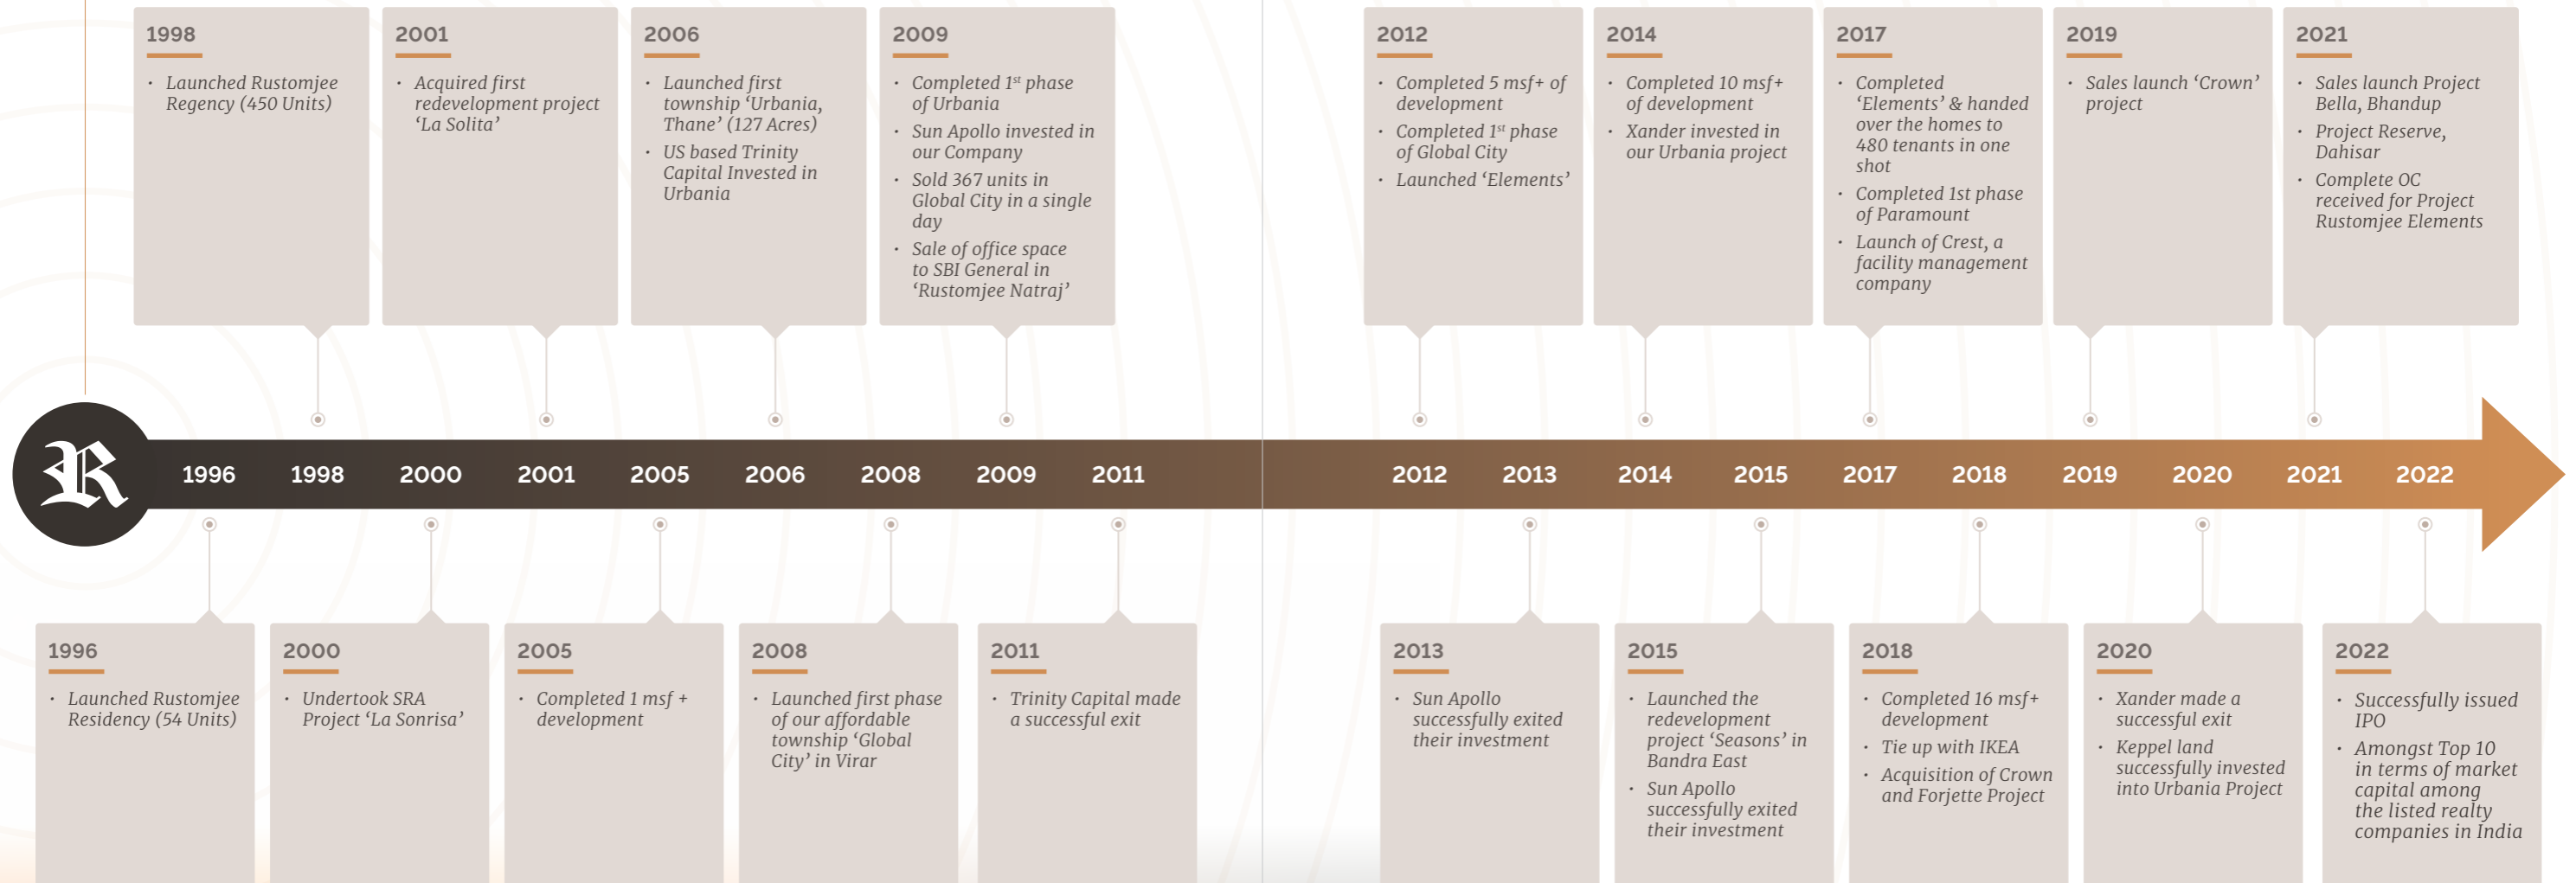 1998
• Launched Rustomjee
Regency (450 Units)
2001
• Acquired first
redevelopment project
‘La Solita’
2006
• Launched first
township ‘Urbania,
Thane’ (127 Acres)
• US based Trinity
Capital Invested in
Urbania
2009
• Completed 1st phase
of Urbania
• Sun Apollo invested in
our Company
• Sold 367 units in
Global City in a single
day
• Sale of office space
to SBI General in
‘Rustomjee Natraj’
2012
• Completed 5 msf+ of
development
• Completed 1st phase
of Global City
• Launched ‘Elements’
2014
• Completed 10 msf+
of development
• Xander invested in
our Urbania project
2017
• Completed
‘Elements’ & handed
over the homes to
480 tenants in one
shot
• Completed 1st phase
of Paramount
• Launch of Crest, a
facility management
company
2019
• Sales launch ‘Crown’
project
2021
• Sales launch Project
Bella, Bhandup
• Project Reserve,
Dahisar
• Complete OC
received for Project
Rustomjee Elements
R 1996 1998 2000 2001 2005 2006 2008 2009 2011 2012 2013 2014 2015 2017 2018 2019 2020 2021 2022
1996
• Launched Rustomjee
Residency (54 Units)
2000
• Undertook SRA
Project ‘La Sonrisa’
2005
• Completed 1 msf +
development
2008
• Launched first phase
of our affordable
township ‘Global
City’ in Virar
2011
• Trinity Capital made
a successful exit
2013
• Sun Apollo
successfully exited
their investment
2015
• Launched the
redevelopment
project ‘Seasons’ in
Bandra East
• Sun Apollo
successfully exited
their investment
2018
• Completed 16 msf+
development
• Tie up with IKEA
• Acquisition of Crown
and Forjette Project
2020
• Xander made a
successful exit
• Keppel land
successfully invested
into Urbania Project
2022
• Successfully issued
IPO
• Amongst Top 10
in terms of market
capital among
the listed realty
companies in India